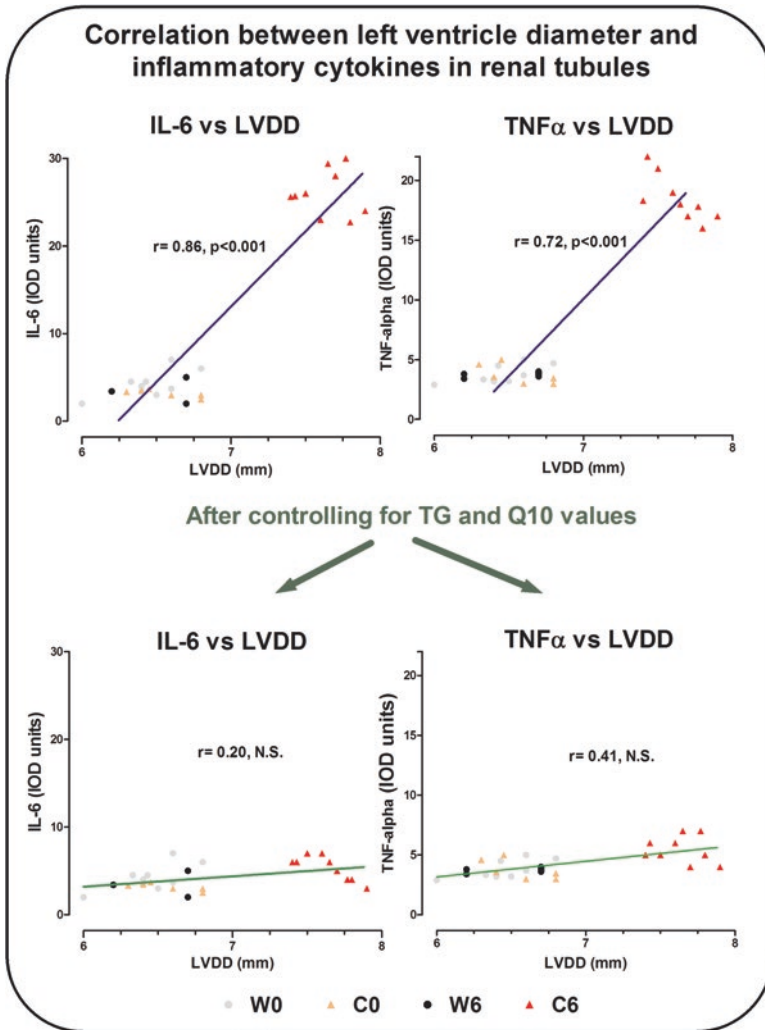 Correlation between left ventricle diameter and
inflammatory cytokines in renal tubules
IL-6 vs LVDD
IL-6 (IOD units)
30
20
10
0
r= 0.86, p<0.001
6
7
8
LVDD (mm)
TNFα vs LVDD
TNF-alpha (IOD units)
20
15
10
5
0
r= 0.72, p<0.001
6
7
8
LVDD (mm)
After controlling for TG and Q10 values
IL-6 vs LVDD
IL-6 (IOD units)
30
20
10
0
r= 0.20, N.S.
6
7
8
LVDD (mm)
TNFα vs LVDD
TNF-alpha (IOD units)
20
15
10
5
0
r= 0.41, N.S.
6
7
8
LVDD (mm)
W0 C0 W6 C6